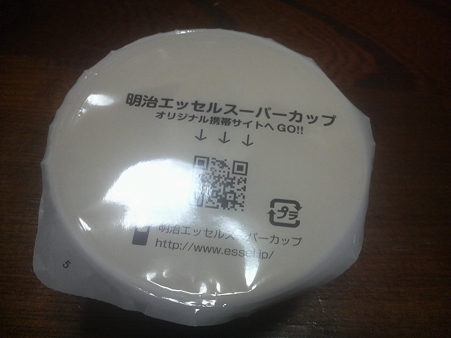 明治エッセルスーパーカップ
オリジナル携帯サイトへGO!!
↓ ↓ ↓
プラ
明治エッセルスーパーカップ
http://www.essel.jp/
5